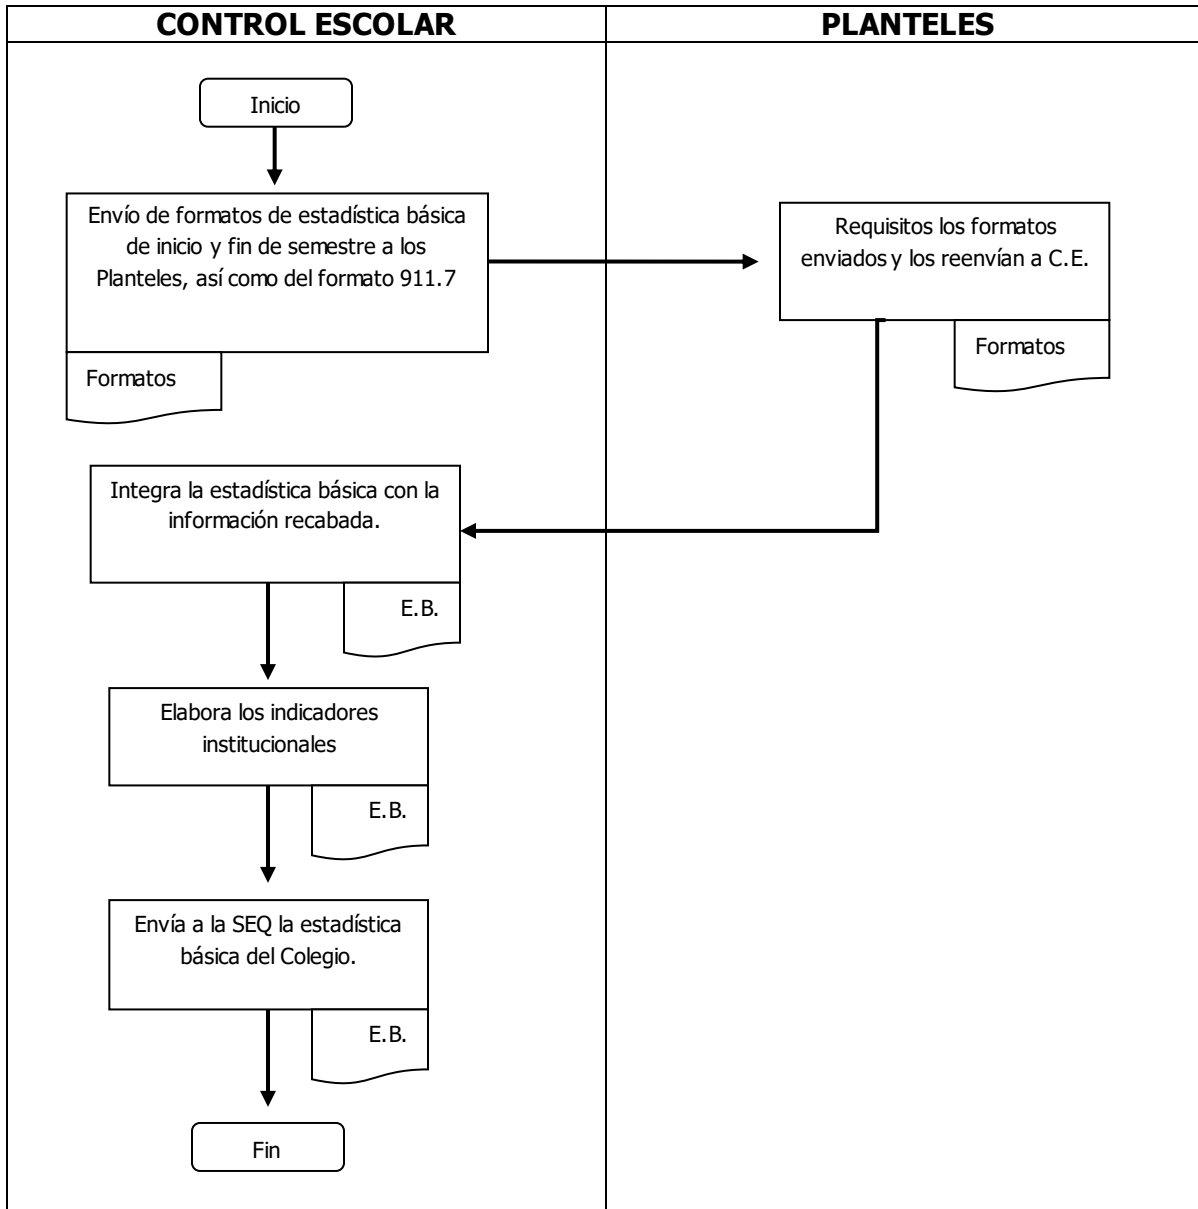 CONTROL ESCOLAR
PLANTELES
Inicio
Envío de formatos de estadística básica
de inicio y fin de semestre a los
Planteles, así como del formato 911.7
Formatos
Requisitos los formatos
enviados y los reenvían a C.E.
Formatos
Integra la estadística básica con la
información recabada.
E.B.
Elabora los indicadores
institucionales
E.B.
Envía a la SEQ la estadística
básica del Colegio.
E.B.
Fin